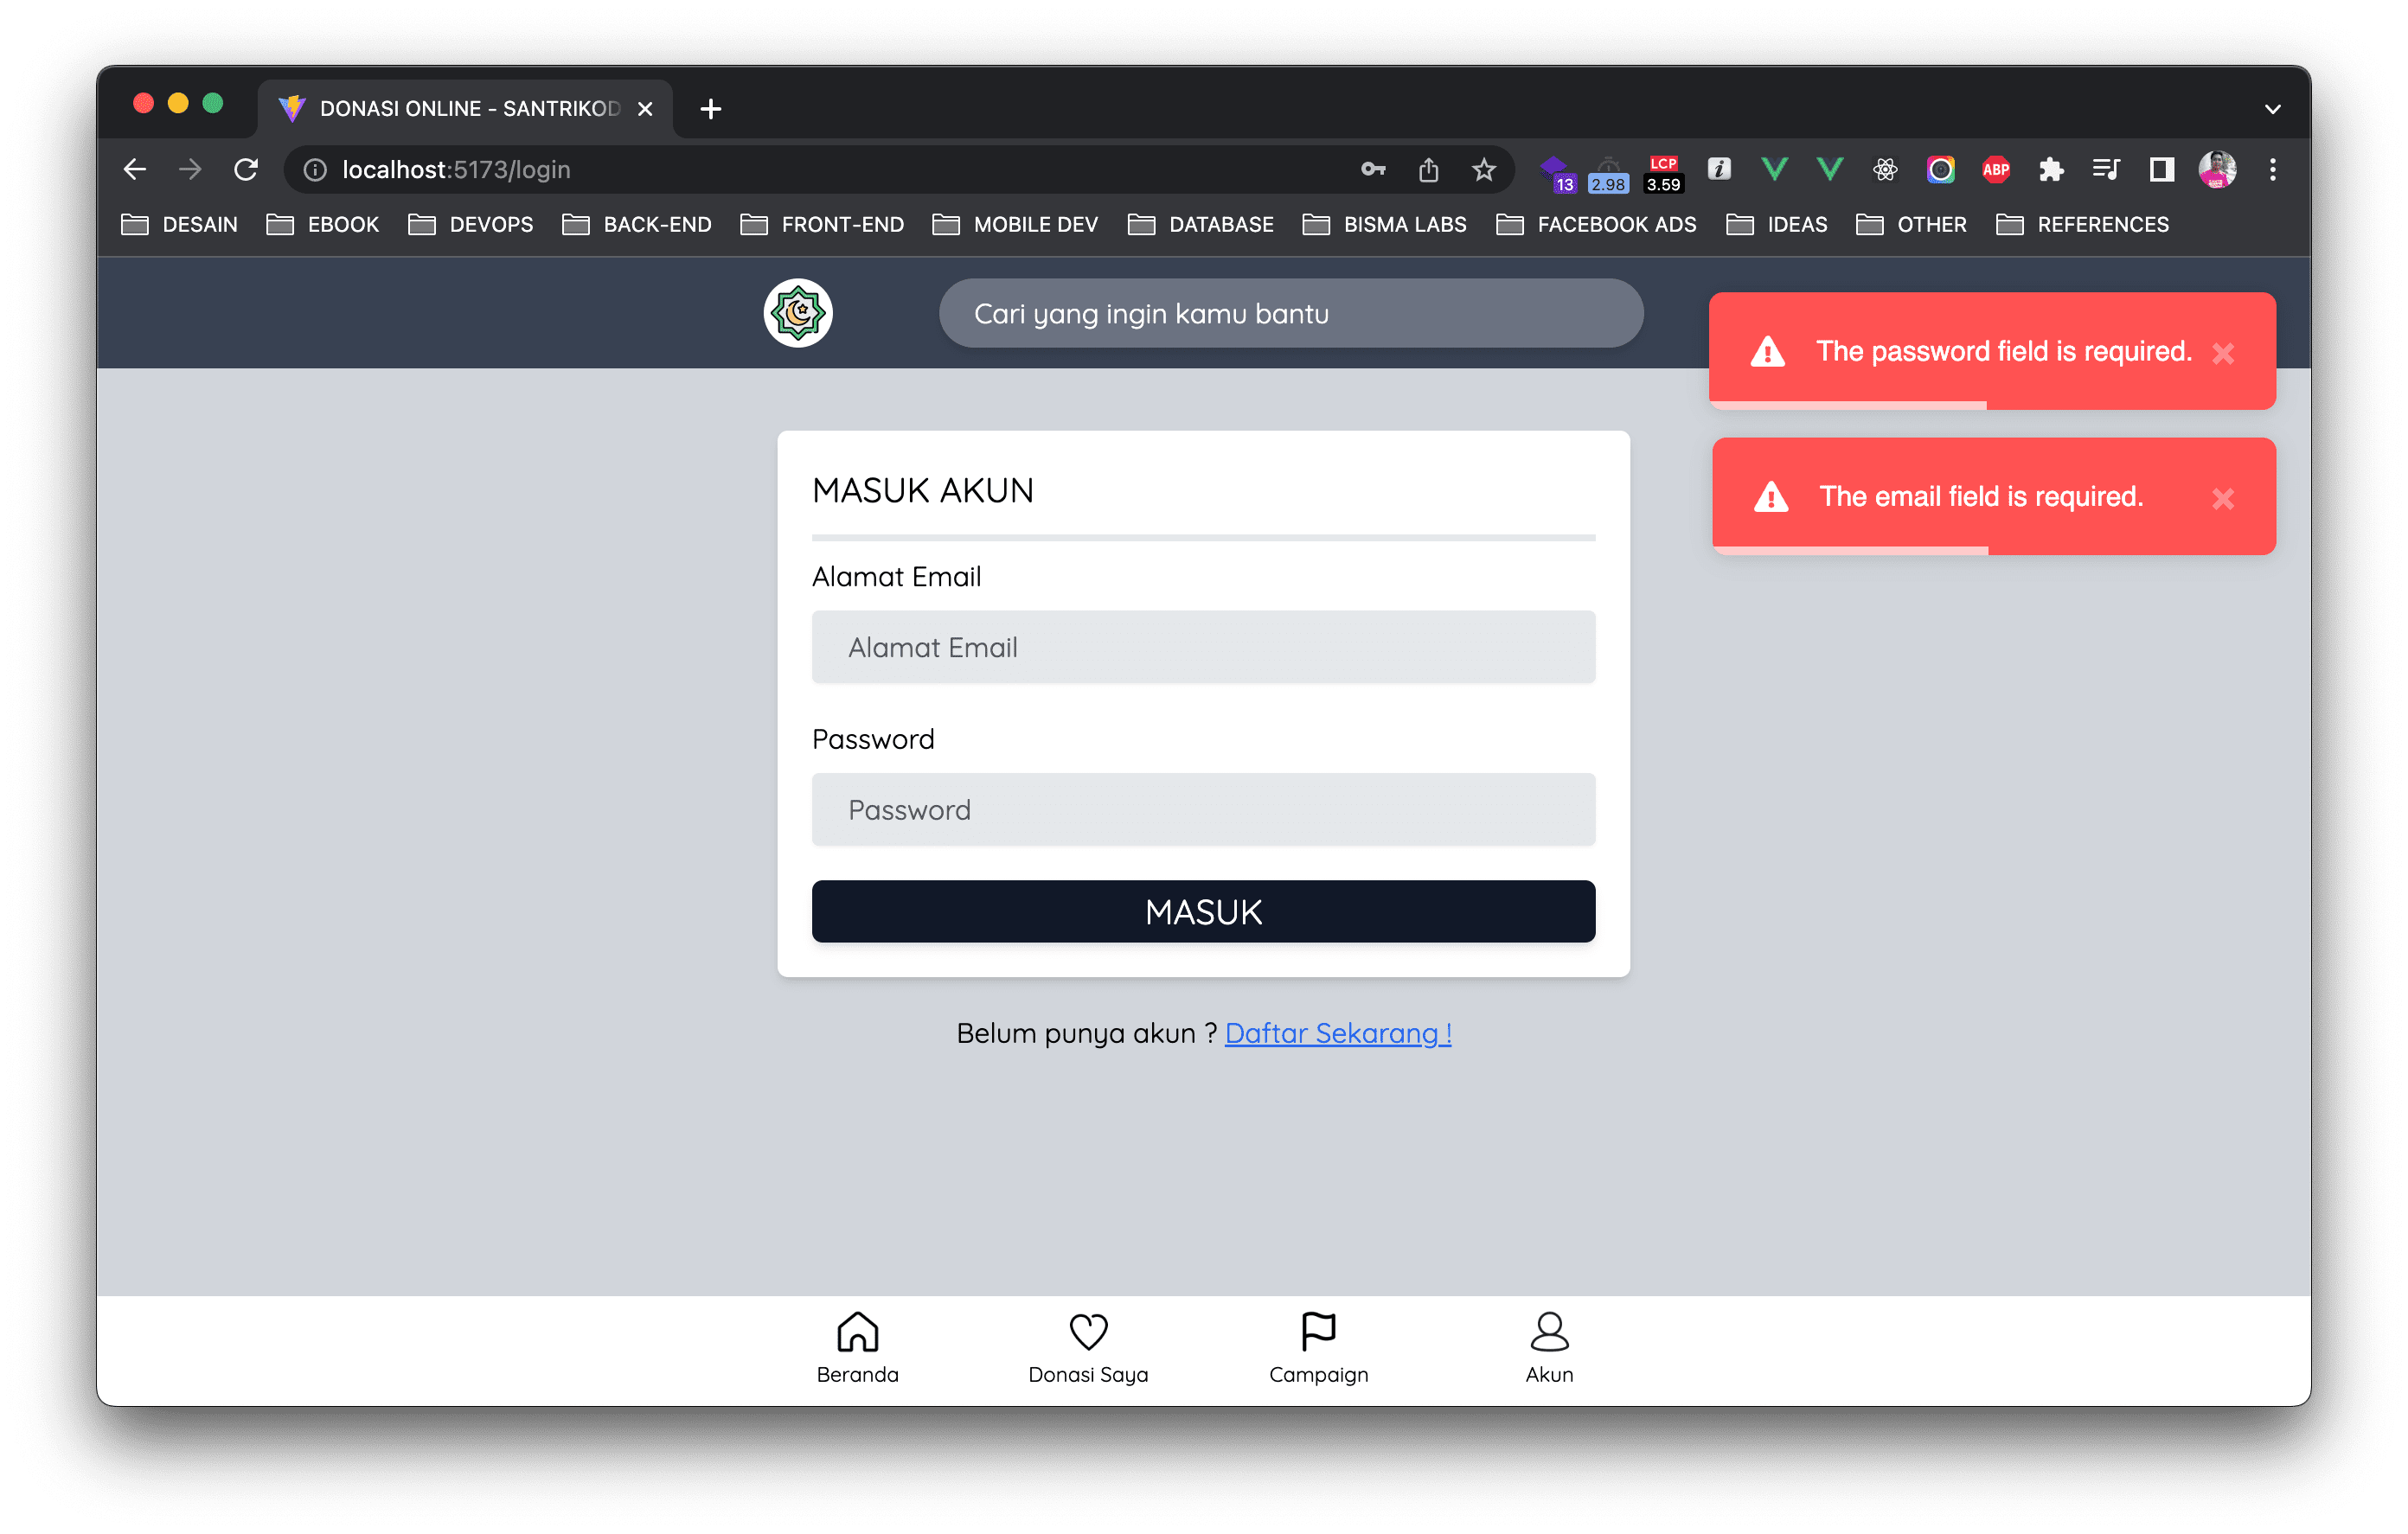 DONASI ONLINE - SANTRIKOD
localhost:5173/login
13
2.98
LCP
3.59
ABP
DESAIN
EBOOK
DEVOPS
BACK-END
FRONT-END
MOBILE DEV
DATABASE
BISMA LABS
FACEBOOK ADS
IDEAS
OTHER
REFERENCES
Cari yang ingin kamu bantu
The password field is required.
The email field is required.
MASUK AKUN
Alamat Email
Alamat Email
Password
Password
MASUK
Belum punya akun ? Daftar Sekarang !
Beranda
Donasi Saya
Campaign
Akun